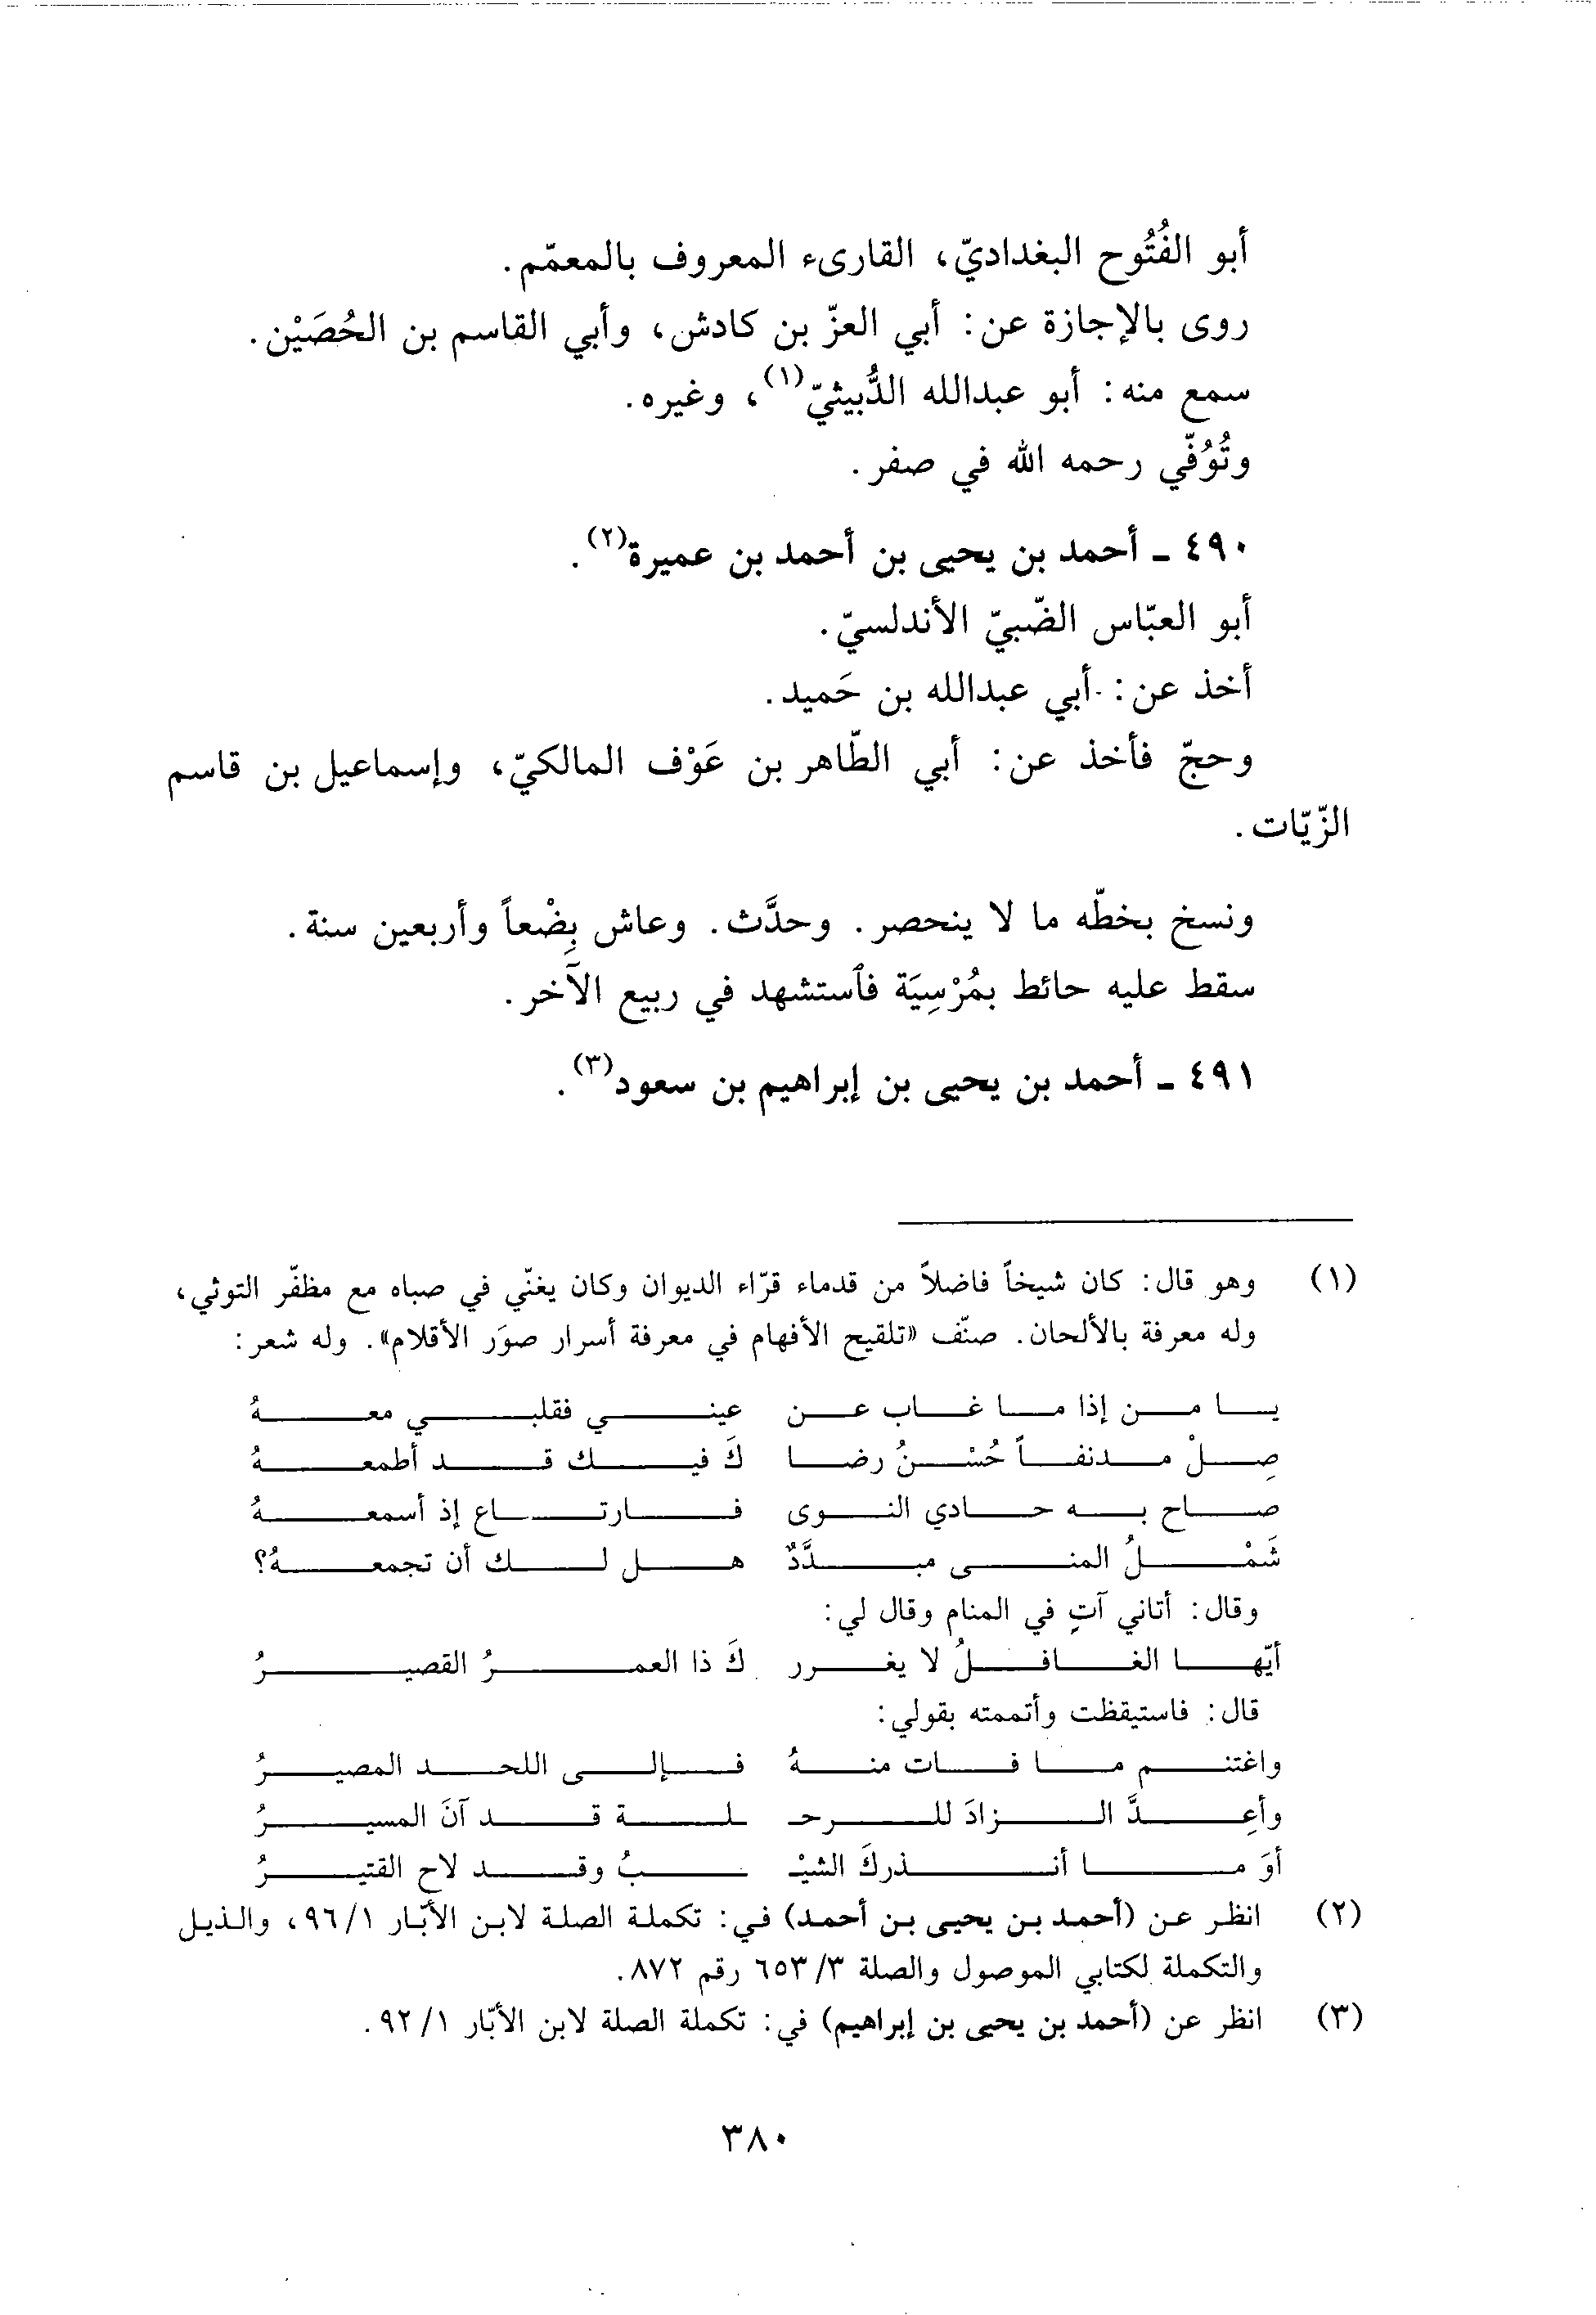 أبو الفُتُوح البغداديّ، القارىء المعروف بالمعمّم.
روى بالإجازة عن: أبي العزّ بن كادش، وأبي القاسم بن الحُصَيْن.
سمع منه: أبو عبدالله الدُّبيثيّ(١)، وغيره.
وتُوُفّي رحمه الله في صفر.
٤٩٠ ـ أحمد بن يحيى بن أحمد بن عميرة(٢).
أبو العبّاس الضّبيّ الأندلسيّ.
أخذ عن: أبي عبدالله بن حَميد.
وحجّ فأخذ عن: أبي الطّاهر بن عَوْف المالكيّ، وإسماعيل بن قاسم
الزّيّات.
ونسخ بخطّه ما لا ينحصر. وحدَّث. وعاش بِضْعاً وأربعين سنة.
سقط عليه حائط بمُرْسِيَة فٱستشهد في ربيع الآخر.
٤٩١ ـ أحمد بن يحيى بن إبراهيم بن سعود(٣).
(١) وهو قال: كان شيخاً فاضلاً من قدماء قرّاء الديوان وكان يغنّي في صباه مع مظفّر التوثي،
وله معرفة بالألحان. صنّف «تلقيح الأفهام في معرفة أسرار صوَر الأقلام». وله شعر:
يا من إذا ما غاب عن عيني فقلبي معهُ
صِلْ مدنفاً حُسْنُ رضا كَ فيك قد أطمعهُ
صاح به حادي النوى فارتاع إذ أسمعهُ
شَمْلُ المنى مبدَّدٌ هل لك أن تجمعهُ؟
وقال: أتاني آتٍ في المنام وقال لي:
أيّها الغافلُ لا يغرر كَ ذا العمرُ القصيرُ
قال: فاستيقظت وأتممته بقولي:
واغتنم ما فات منهُ فإلى اللحد المصيرُ
وأعِدَّ الزادَ للرحـ ـلة قد آنَ المسيرُ
أوَ ما أنذركَ الشيْـ ـبُ وقد لاح القتيرُ
(٢) انظر عن (أحمد بن يحيى بن أحمد) في: تكملة الصلة لابن الأبّار ١/ ٩٦، والذيل
والتكملة لكتابي الموصول والصلة ٣/ ٦٥٣ رقم ٨٧٢.
(٣) انظر عن (أحمد بن يحيى بن إبراهيم) في: تكملة الصلة لابن الأبّار ١/ ٩٢.
٣٨٠